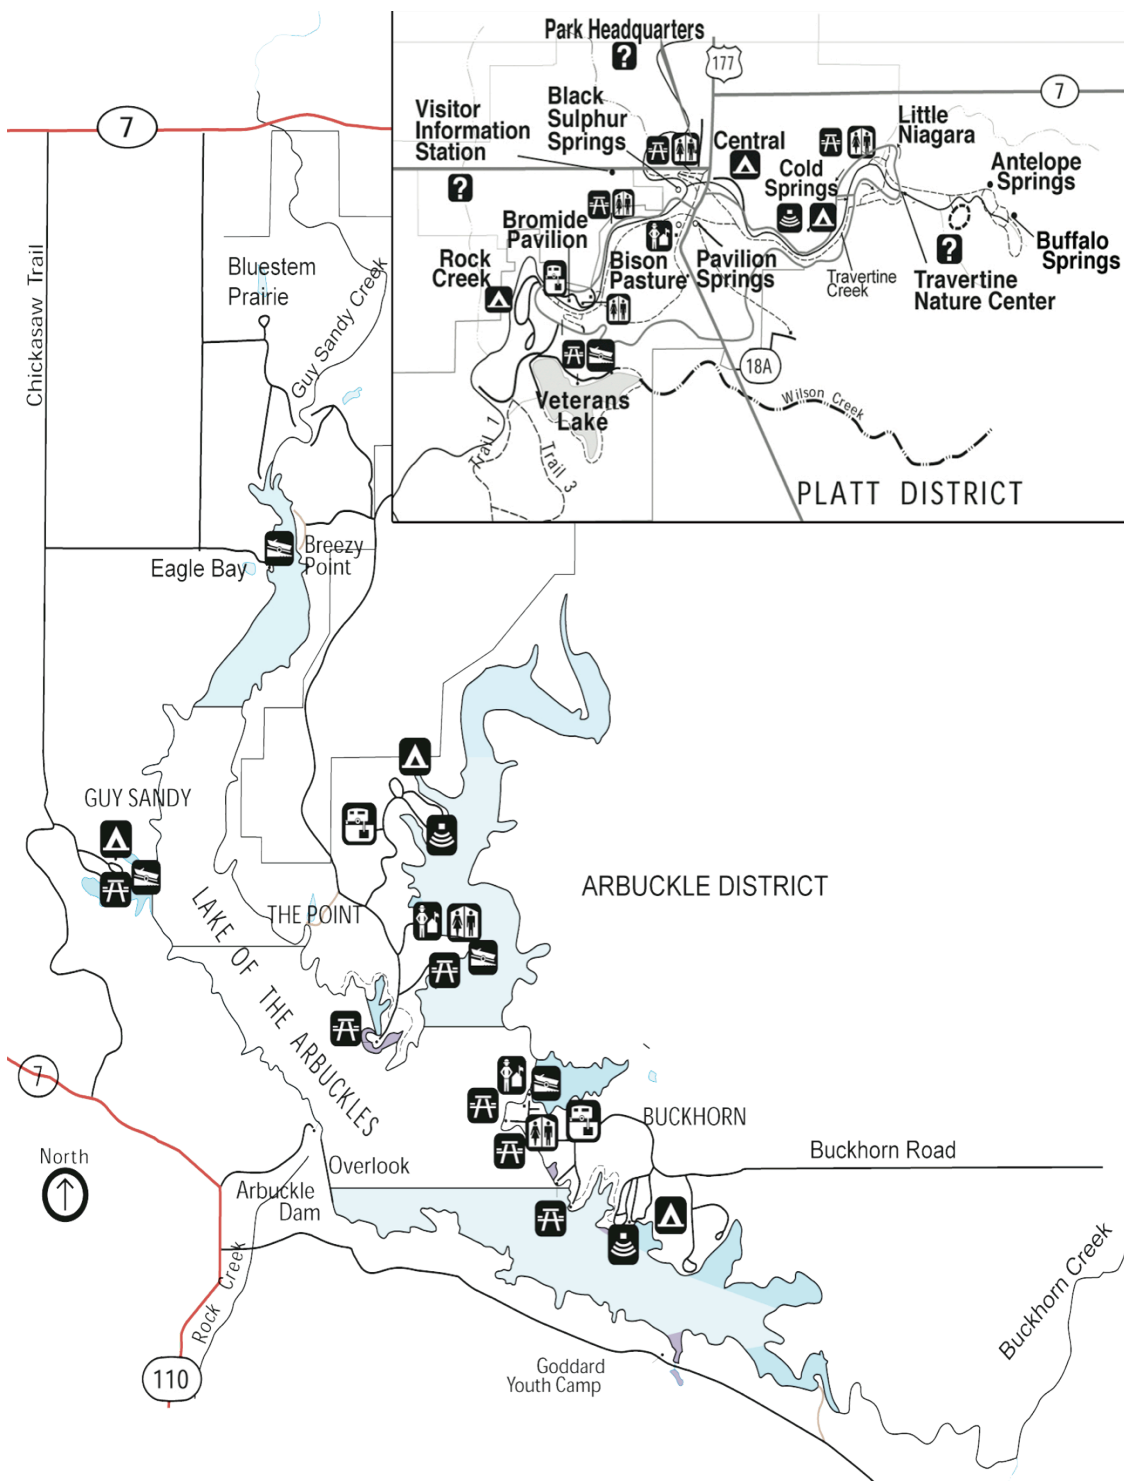 Park Headquarters
?
177
7
Visitor
Information
Station
?
Black
Sulphur
Springs
Central
Little
Niagara
Cold
Springs
Antelope
Springs
Bromide
Pavilion
Rock
Creek
Bison
Pasture
Pavilion
Springs
Travertine
Creek
?
Travertine
Nature Center
Buffalo
Springs
18A
Veterans
Lake
Wilson Creek
Trail 1
Trail 3
PLATT DISTRICT
7
Chickasaw Trail
Bluestem
Prairie
Guy Sandy Creek
Eagle Bay
Breezy
Point
GUY SANDY
THE POINT
LAKE OF THE ARBUCKLES
ARBUCKLE DISTRICT
7
North
BUCKHORN
Buckhorn Road
Overlook
Arbuckle
Dam
Rock Creek
110
Goddard
Youth Camp
Buckhorn Creek